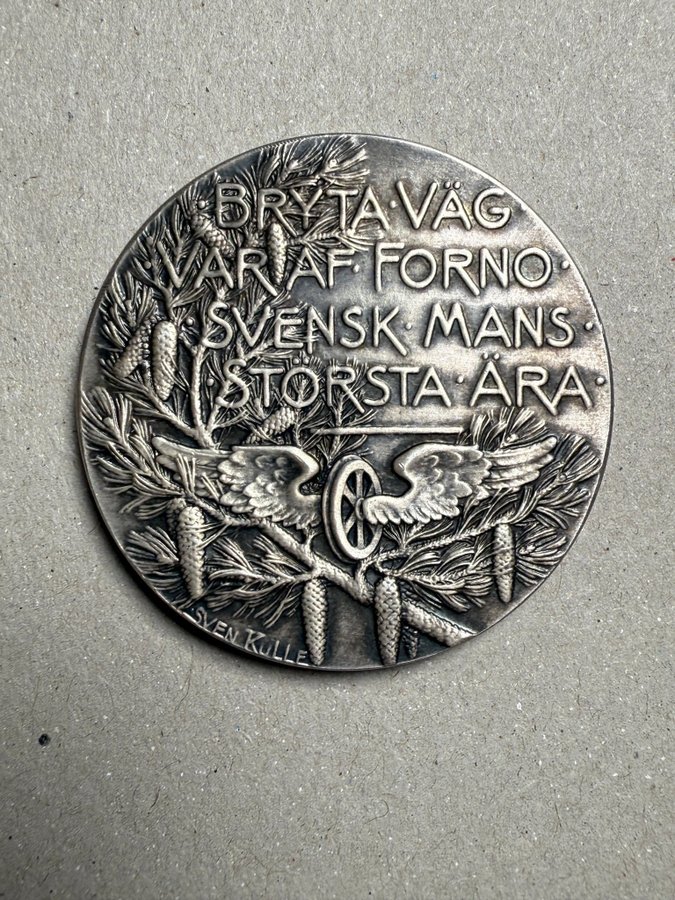 ·BRYTA·VÄG
·VAR·AF·FORNO·
·SVENSK·MANS·
·STÖRSTA·ÄRA·
SVEN KULLE